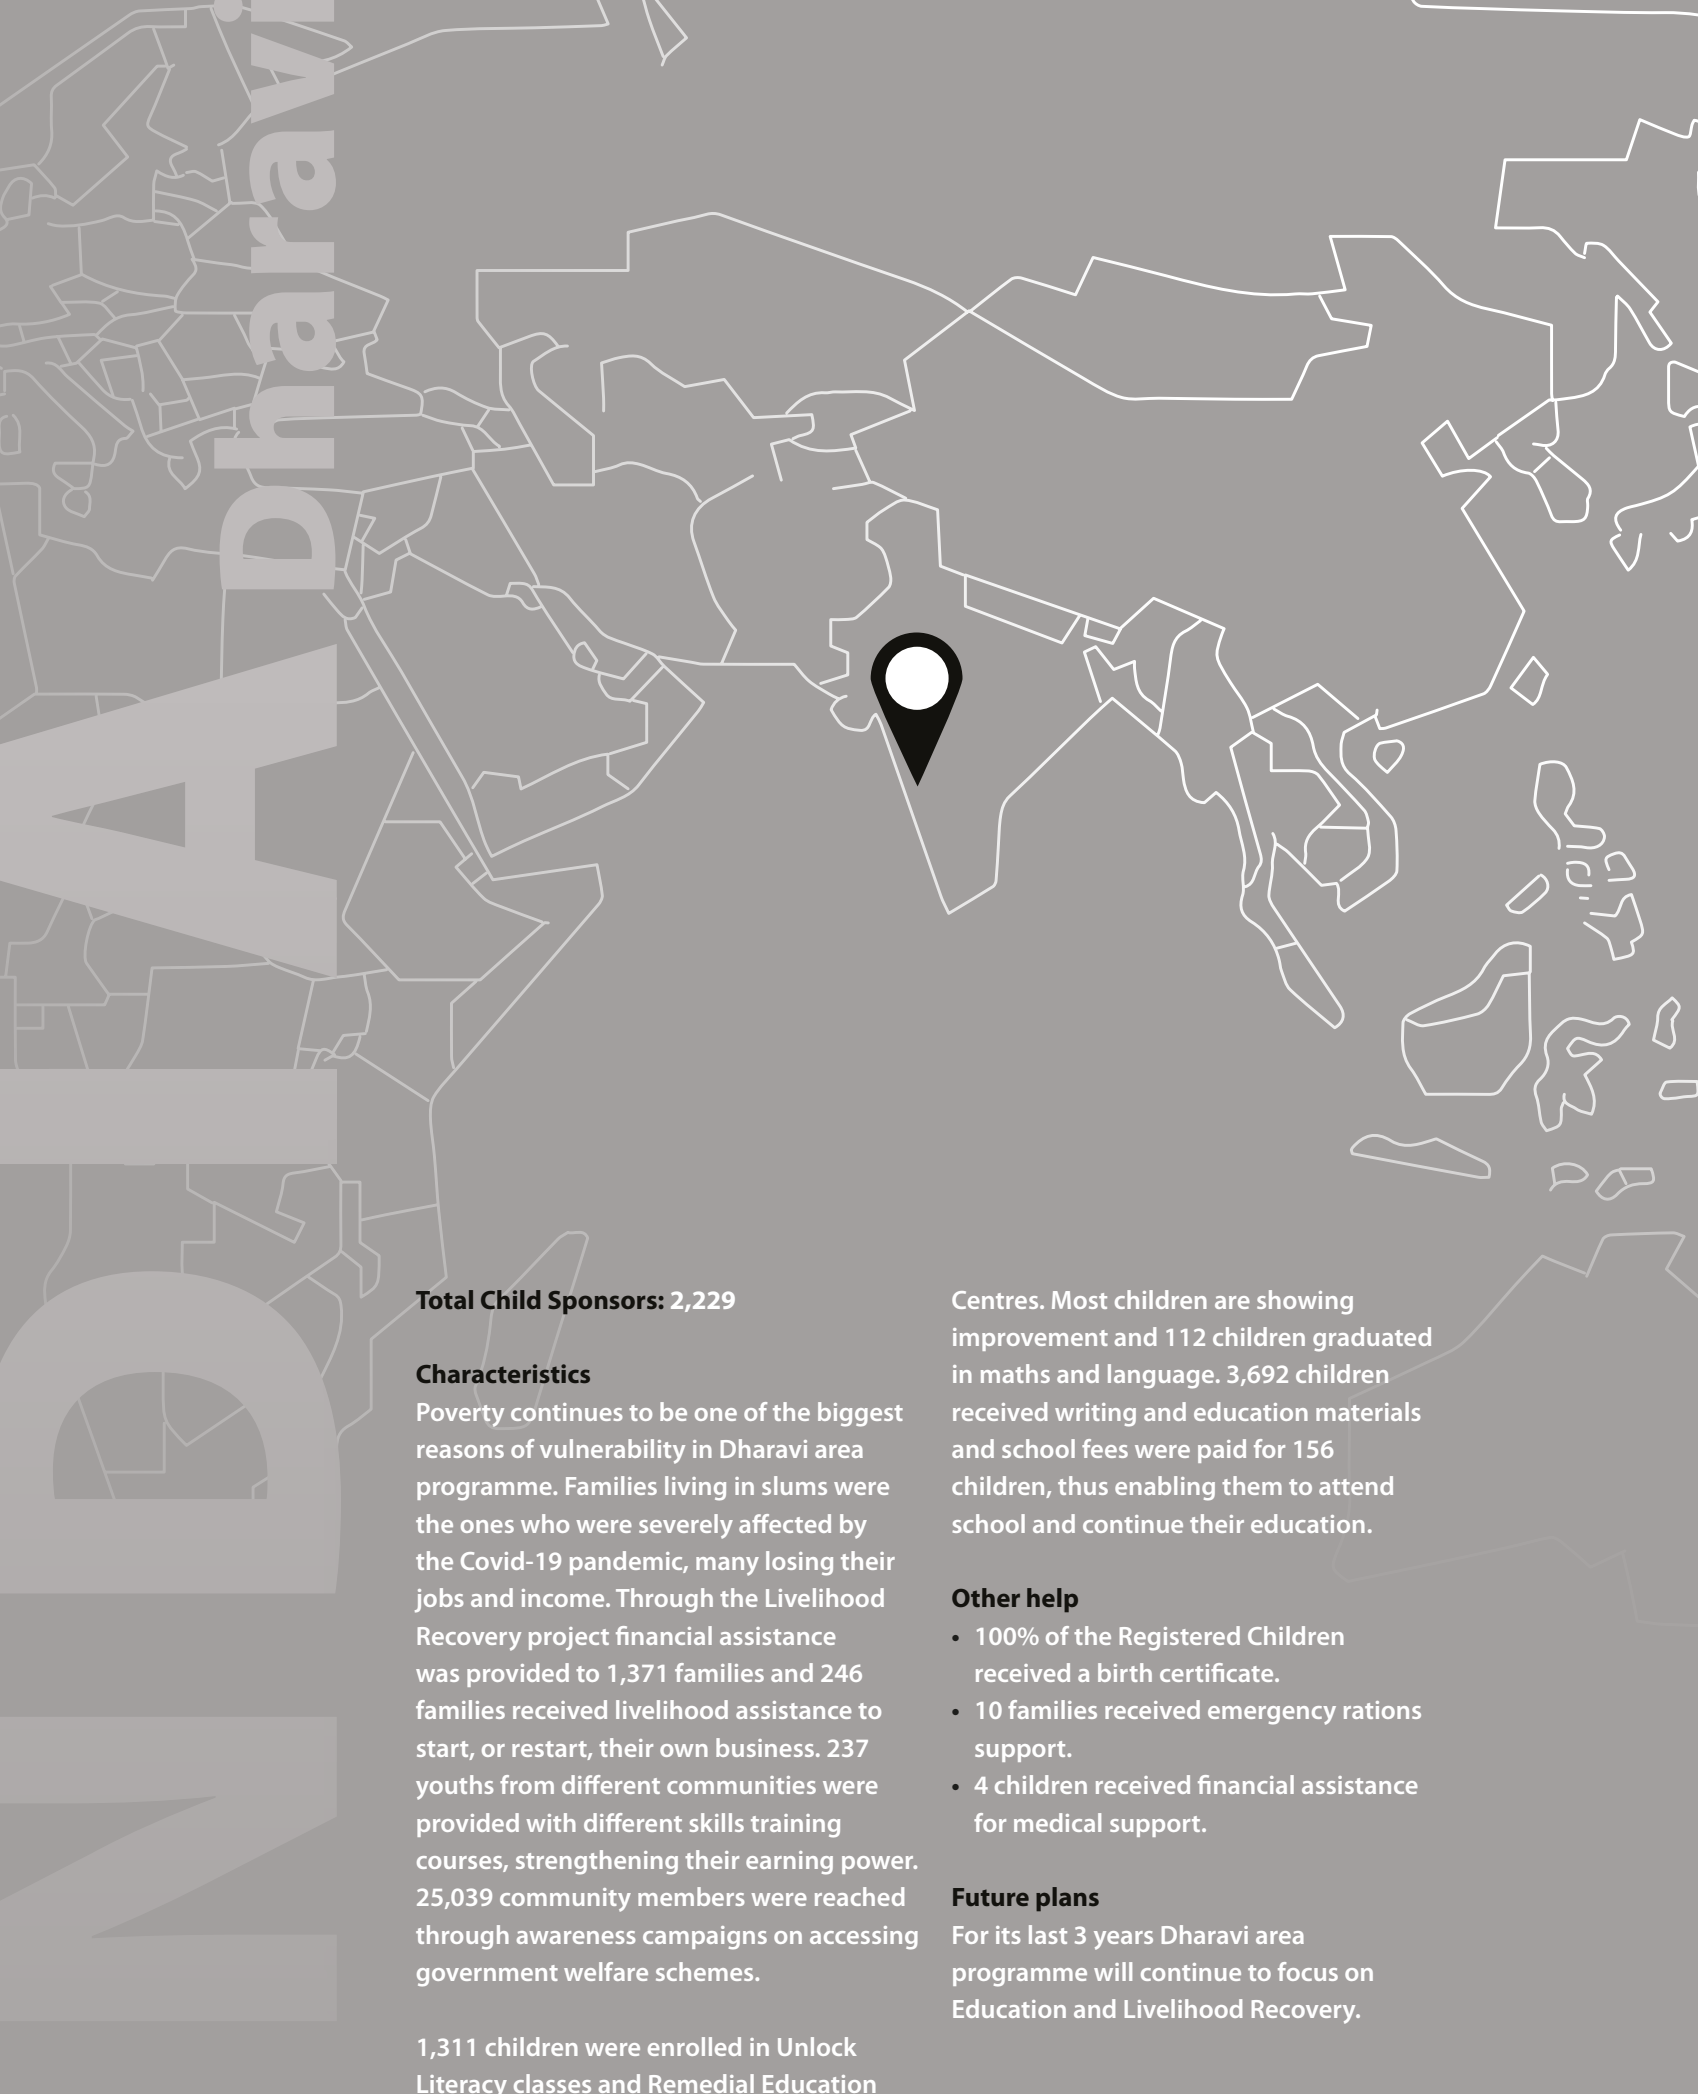 INDIA Dharavi
Total Child Sponsors: 2,229
Characteristics
Poverty continues to be one of the biggest
reasons of vulnerability in Dharavi area
programme. Families living in slums were
the ones who were severely affected by
the Covid-19 pandemic, many losing their
jobs and income. Through the Livelihood
Recovery project financial assistance
was provided to 1,371 families and 246
families received livelihood assistance to
start, or restart, their own business. 237
youths from different communities were
provided with different skills training
courses, strengthening their earning power.
25,039 community members were reached
through awareness campaigns on accessing
government welfare schemes.
1,311 children were enrolled in Unlock
Literacy classes and Remedial Education
Centres. Most children are showing
improvement and 112 children graduated
in maths and language. 3,692 children
received writing and education materials
and school fees were paid for 156
children, thus enabling them to attend
school and continue their education.
Other help
• 100% of the Registered Children
received a birth certificate.
• 10 families received emergency rations
support.
• 4 children received financial assistance
for medical support.
Future plans
For its last 3 years Dharavi area
programme will continue to focus on
Education and Livelihood Recovery.